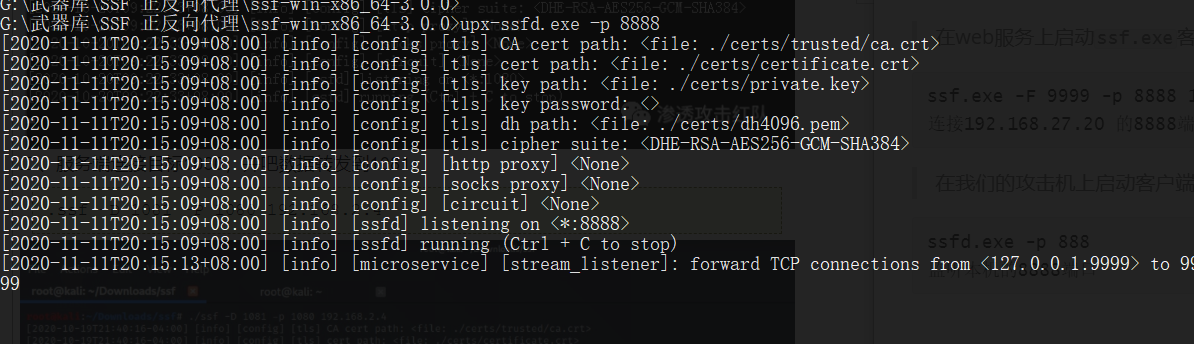 G:\武器库\SSF 正反向代理\ssf-win-x86_64-3.0.0>
G:\武器库\SSF 正反向代理\ssf-win-x86_64-3.0.0>upx-ssfd.exe -p 8888
[2020-11-11T20:15:09+08:00] [info] [config] [tls] CA cert path: <file: ./certs/trusted/ca.crt>
[2020-11-11T20:15:09+08:00] [info] [config] [tls] cert path: <file: ./certs/certificate.crt>
[2020-11-11T20:15:09+08:00] [info] [config] [tls] key path: <file: ./certs/private.key>
[2020-11-11T20:15:09+08:00] [info] [config] [tls] key password: <>
[2020-11-11T20:15:09+08:00] [info] [config] [tls] dh path: <file: ./certs/dh4096.pem>
[2020-11-11T20:15:09+08:00] [info] [config] [tls] cipher suite: <DHE-RSA-AES256-GCM-SHA384>
[2020-11-11T20:15:09+08:00] [info] [config] [http proxy] <None>
[2020-11-11T20:15:09+08:00] [info] [config] [socks proxy] <None>
[2020-11-11T20:15:09+08:00] [info] [config] [circuit] <None>
[2020-11-11T20:15:09+08:00] [info] [ssfd] listening on <*:8888>
[2020-11-11T20:15:09+08:00] [info] [ssfd] running (Ctrl + C to stop)
[2020-11-11T20:15:13+08:00] [info] [microservice] [stream_listener]: forward TCP connections from <127.0.0.1:9999> to 99
99
渗透攻击红队
root@kali: ~/Downloads/ssf
root@kali: ~
在web服务上启动ssf.exe客
ssf.exe -F 9999 -p 8888 1
连接192.168.27.20 的8888端
在我们的攻击机上启动客户端
ssfd.exe -p 888